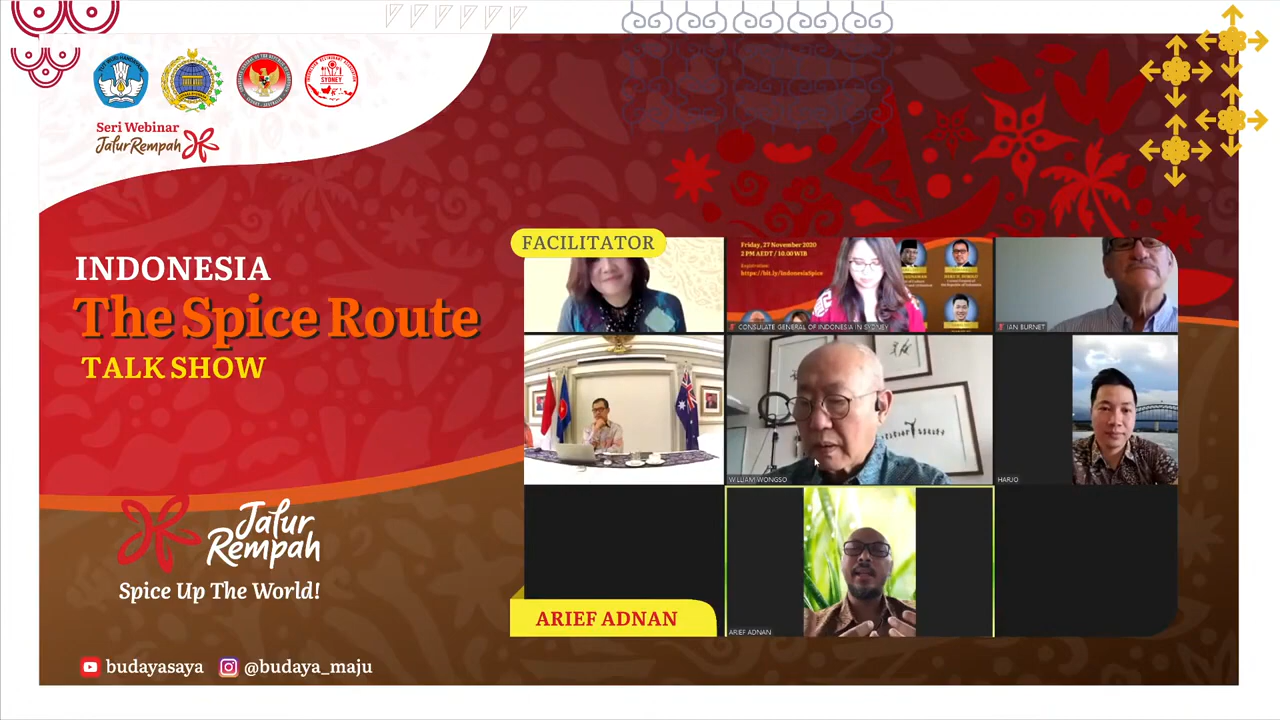 SYDNEY
Seri Webinar
Jalur Rempah
INDONESIA
The Spice Route
TALK SHOW
Jalur
Rempah
Spice Up The World!
budayasaya
@budaya_maju
FACILITATOR
Friday, 27 November 2020
2 PM AEDT / 10.00 WIB
https://bit.ly/IndonesiaSpice
CONSULATE GENERAL OF INDONESIA IN SYDNEY
IAN BURNET
WILLIAM WONGSO
HARJO
ARIEF ADNAN
ARIEF ADNAN